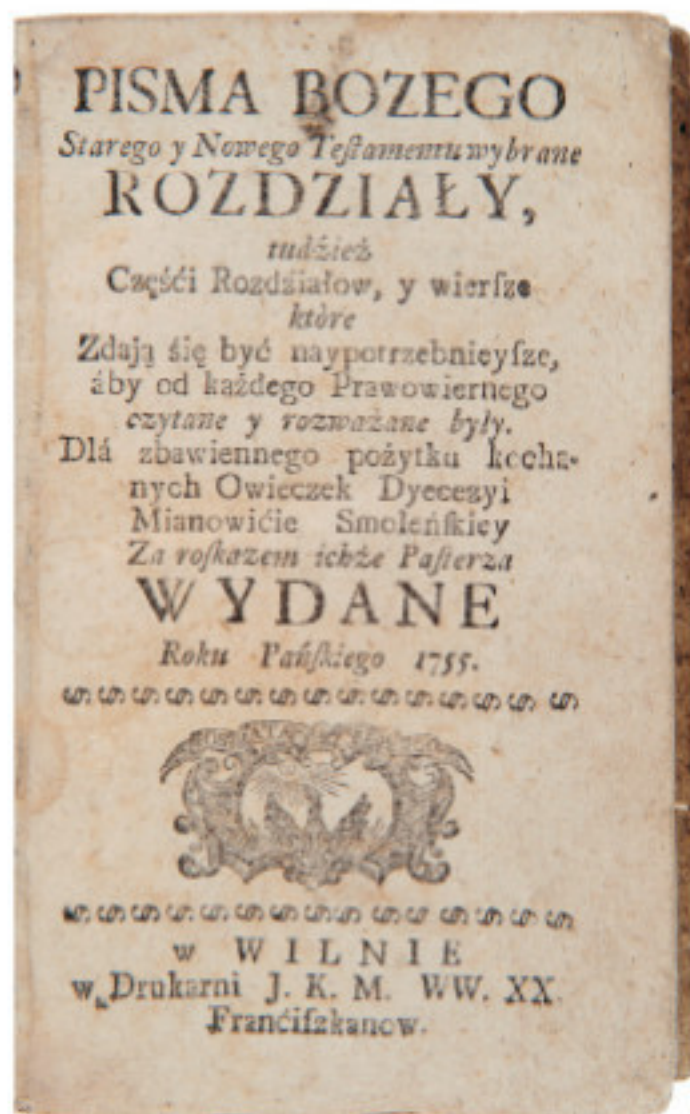 PISMA BOZEGO
Starego y Nowego Teſtamentu wybrane
ROZDZIAŁY,
tudźież
Częśći Rozdźiałow, y wierſze
ktòre
Zdają śię być naypotrzebnieyſze,
áby od każdego Prawowiernego
czytane y rozważane były.
Dlá zbawiennego pożytku kocha-
nych Owieczek Dyecezyi
Mianowićie Smoleńſkiey
Za roſkazem ichże Paſterza
WYDANE
Roku Pańſkiego 1755.
w WILNIE
w Drukarni J. K. M. WW. XX.
Franćiſzkanow.